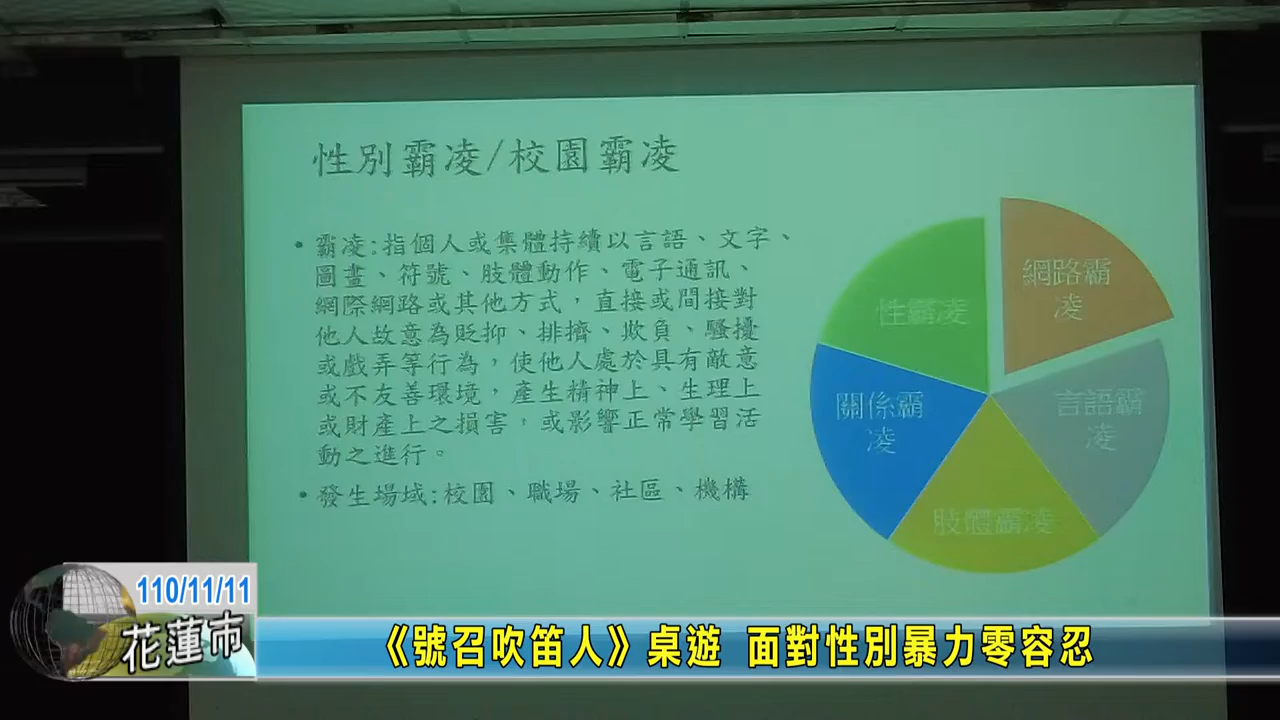 性別霸凌/校園霸凌
• 霸凌:指個人或集體持續以言語、文字、
圖畫、符號、肢體動作、電子通訊、
網際網路或其他方式，直接或間接對
他人故意為貶抑、排擠、欺負、騷擾
或戲弄等行為，使他人處於具有敵意
或不友善環境，產生精神上、生理上
或財產上之損害，或影響正常學習活
動之進行。
• 發生場域:校園、職場、社區、機構
網路霸
凌
性霸凌
言語霸
凌
關係霸
凌
肢體霸凌
110/11/11
花蓮市
《號召吹笛人》桌遊 面對性別暴力零容忍